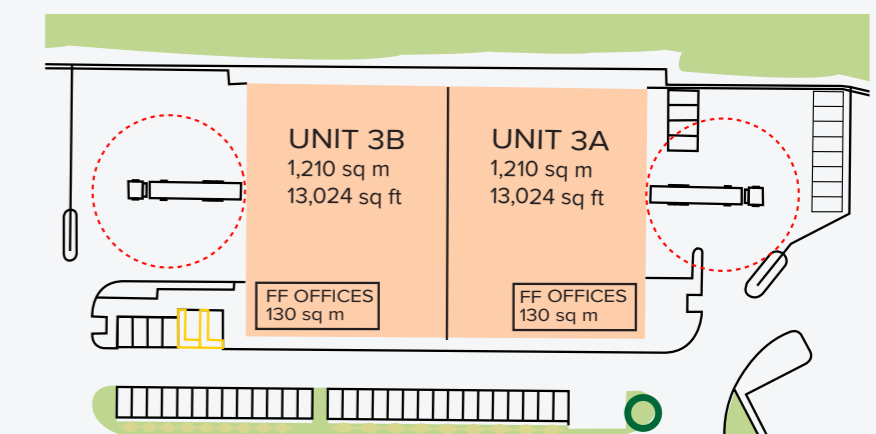 UNIT 3B
1,210 sq m
13,024 sq ft
UNIT 3A
1,210 sq m
13,024 sq ft
FF OFFICES
130 sq m
FF OFFICES
130 sq m